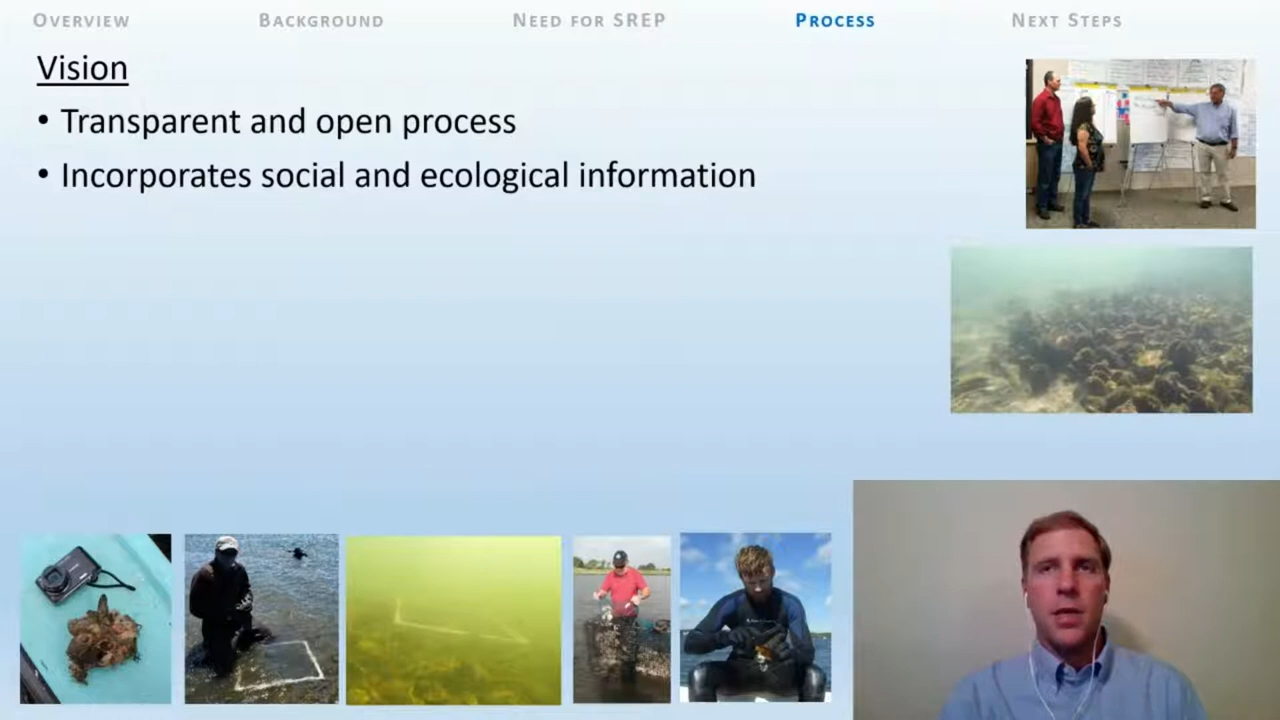 Overview Background Need for SREP Process Next Steps
Vision
• Transparent and open process
• Incorporates social and ecological information